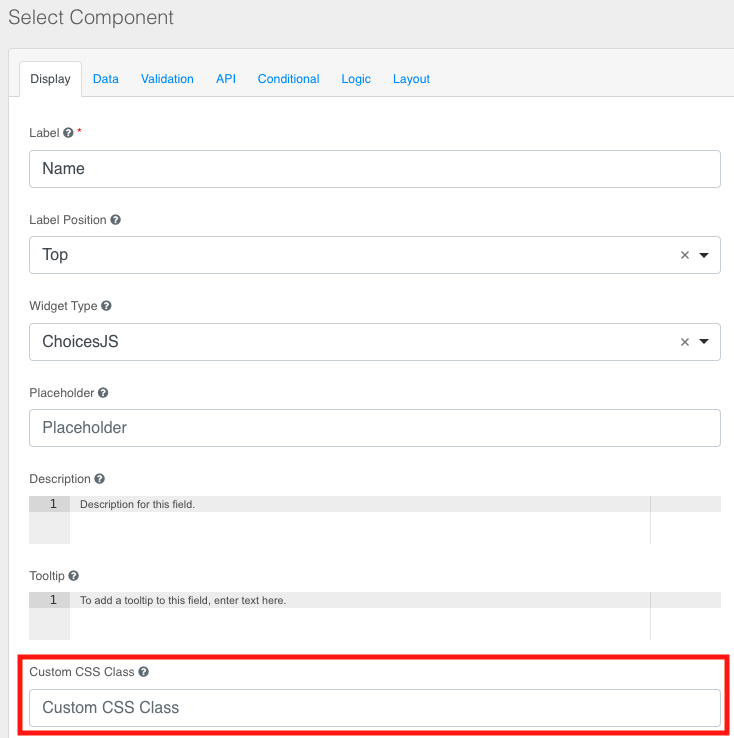 Select Component
Display Data Validation API Conditional Logic Layout
Label ? *
Name
Label Position ?
Top ×
Widget Type ?
ChoicesJS ×
Placeholder ?
Placeholder
Description ?
1 Description for this field.
Tooltip ?
1 To add a tooltip to this field, enter text here.
Custom CSS Class ?
Custom CSS Class